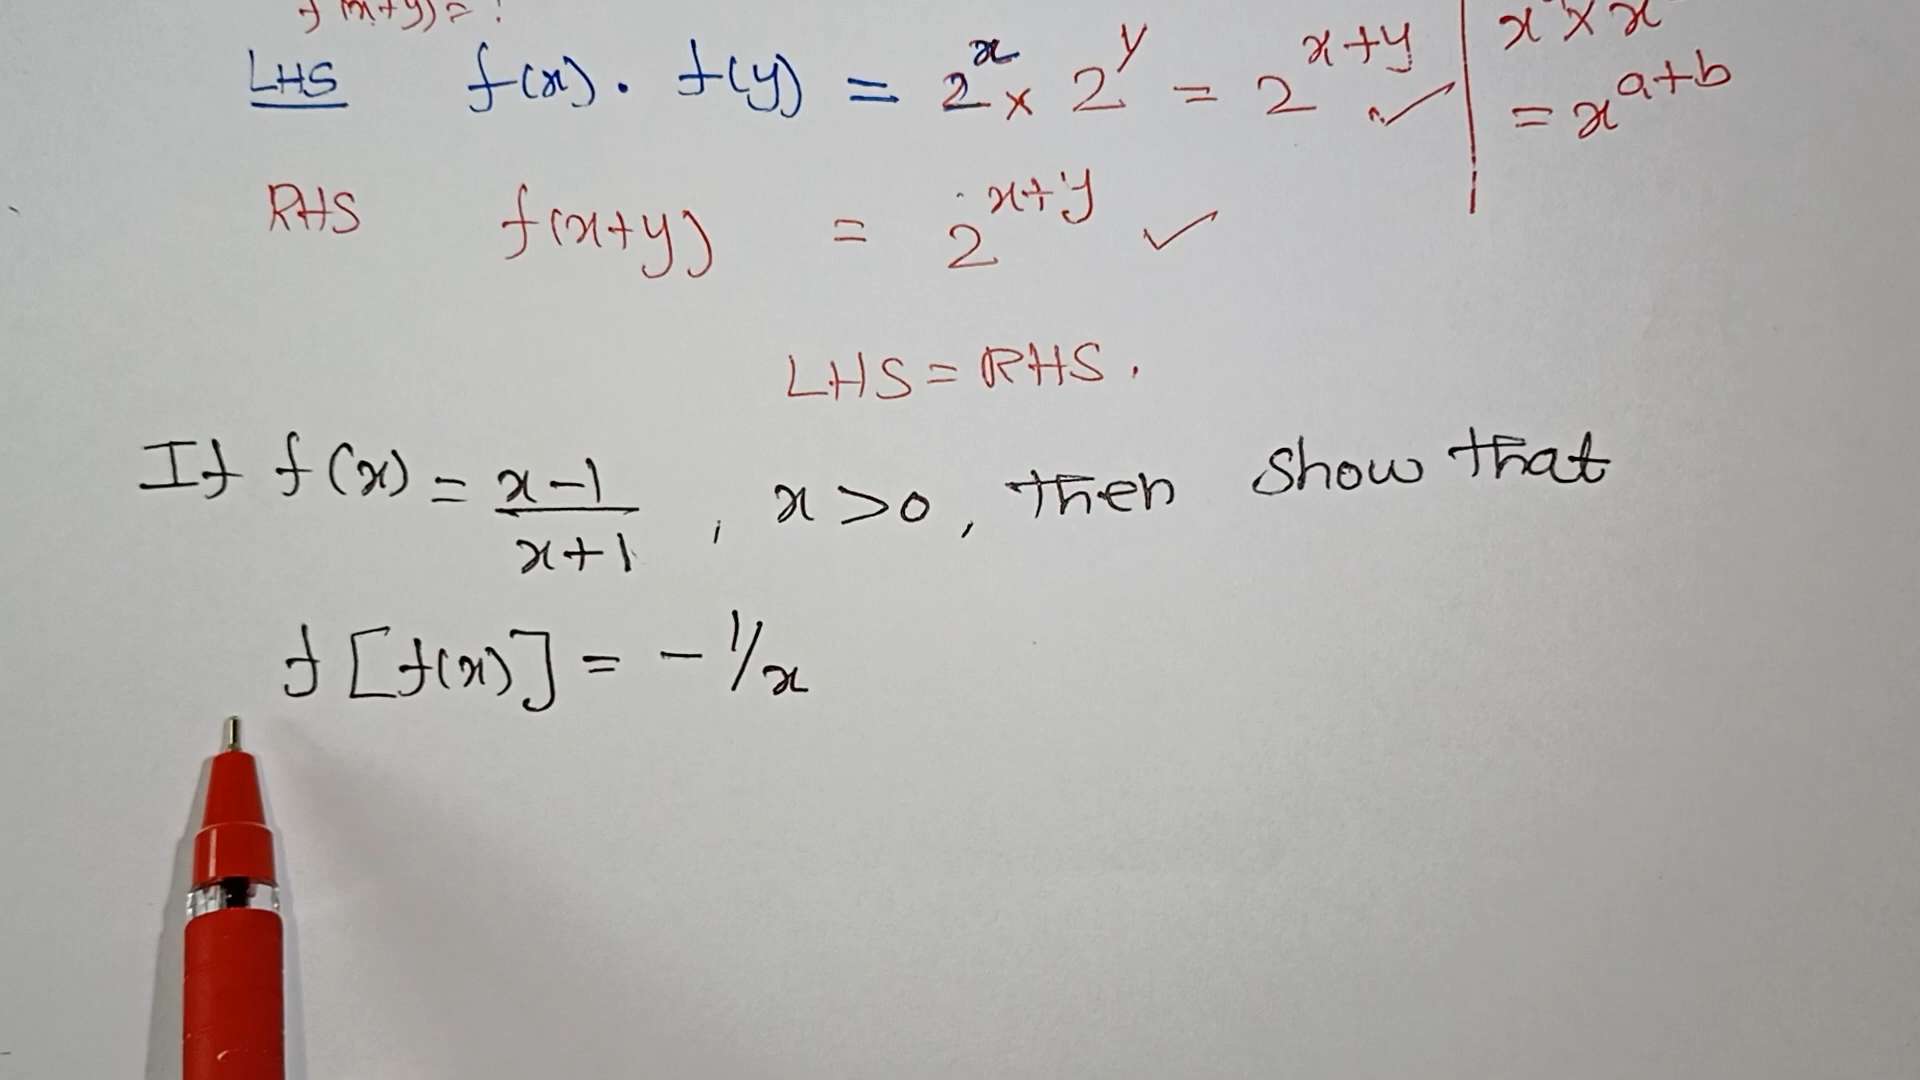 f(x+y) = ?
LHS f(x) . f(y) = 2^x × 2^y = 2^x+y ✓
x × x
= x^a+b
RHS f(x+y) = 2^x+y ✓
LHS = RHS .
If f(x) = x-1 / x+1 , x > 0 , then show that
f [f(x)] = - 1/x